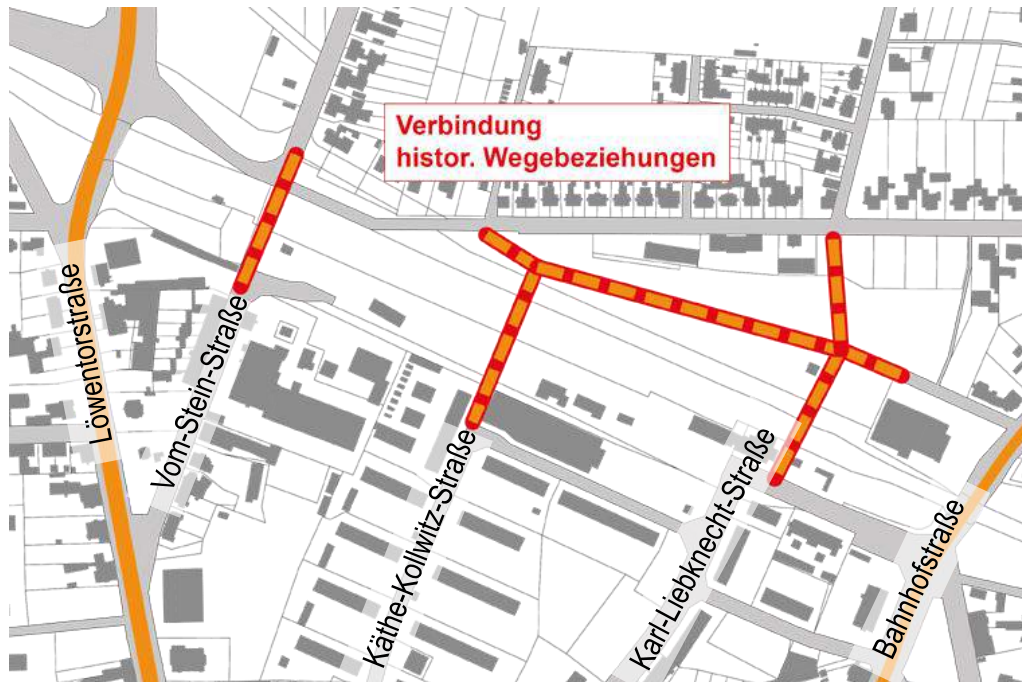 Verbindung
histor. Wegebeziehungen
Löwentorstraße
Vom-Stein-Straße
Käthe-Kollwitz-Straße
Karl-Liebknecht-Straße
Bahnhofstraße